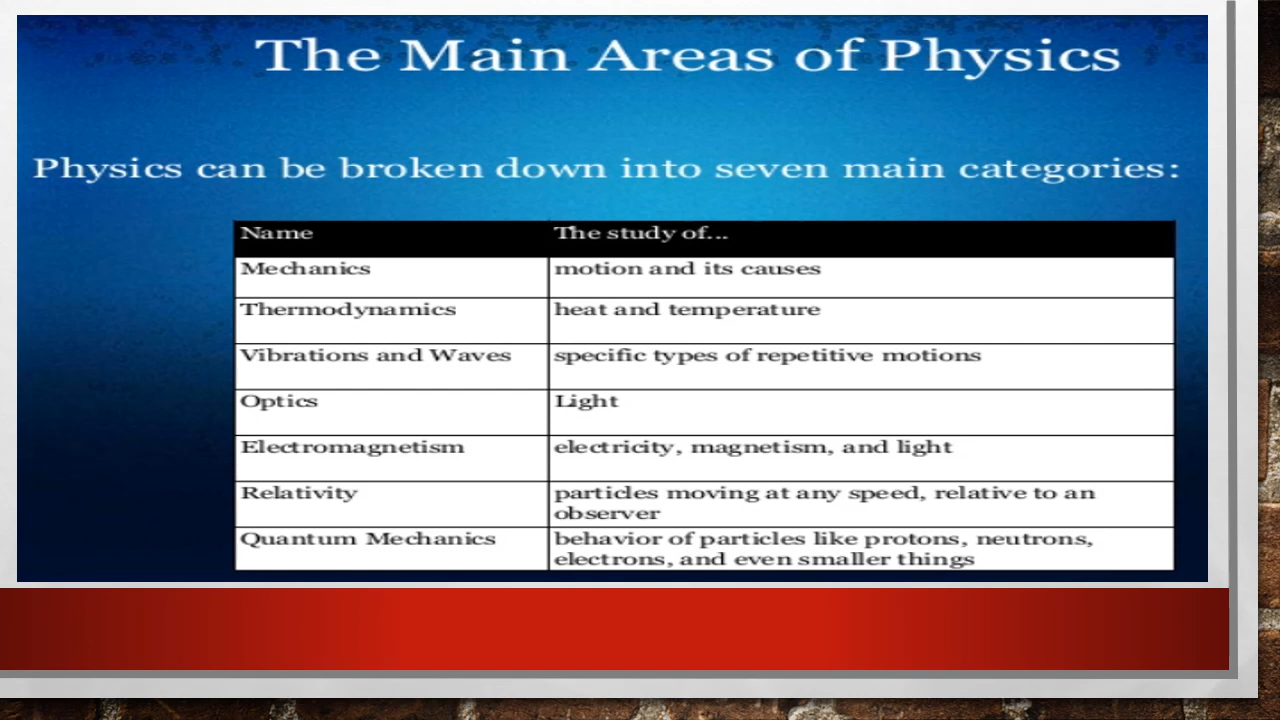 The Main Areas of Physics
Physics can be broken down into seven main categories:
Name The study of...
Mechanics motion and its causes
Thermodynamics heat and temperature
Vibrations and Waves specific types of repetitive motions
Optics Light
Electromagnetism electricity, magnetism, and light
Relativity particles moving at any speed, relative to an
observer
Quantum Mechanics behavior of particles like protons, neutrons,
electrons, and even smaller things